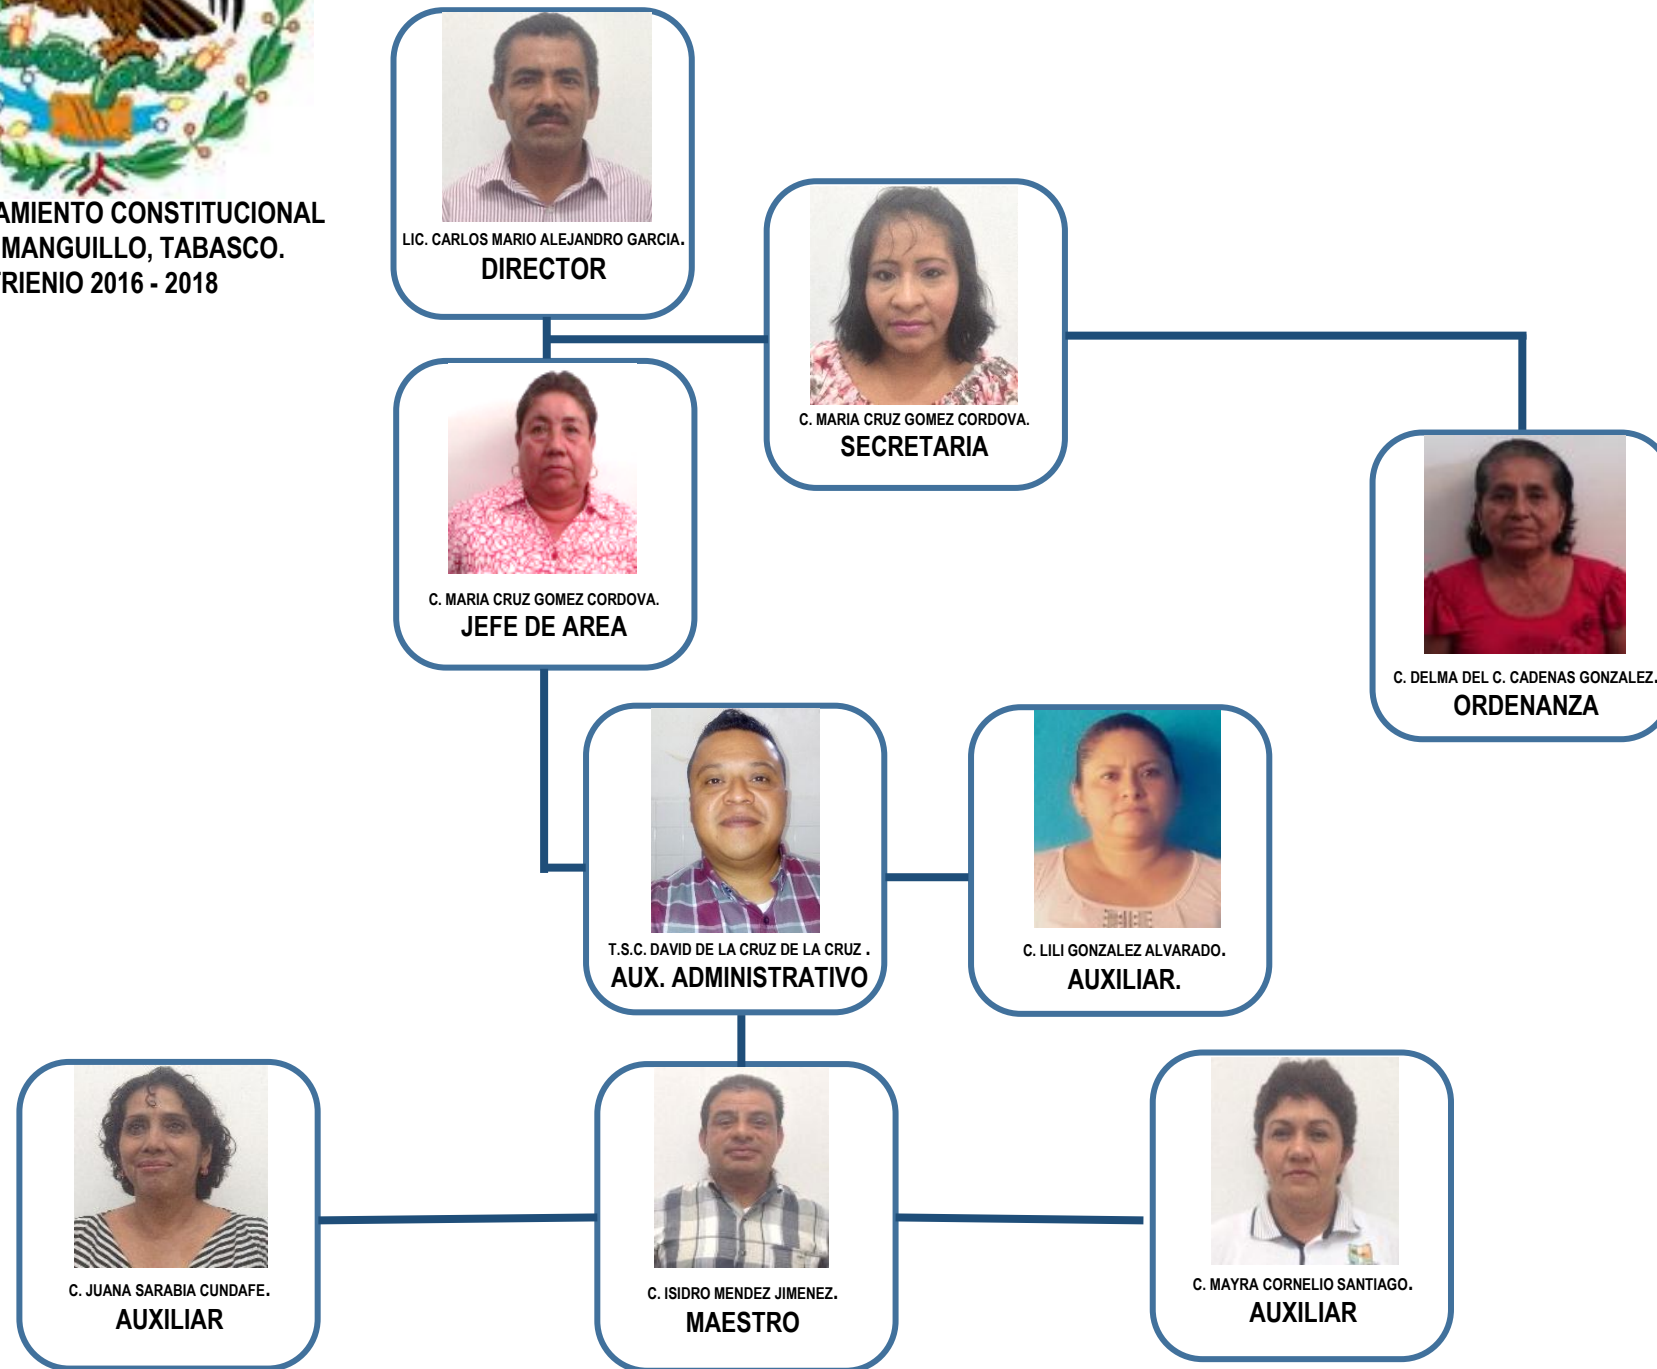 AMIENTO CONSTITUCIONAL
MANGUILLO, TABASCO.
RIENIO 2016 - 2018
LIC. CARLOS MARIO ALEJANDRO GARCIA.
DIRECTOR
C. MARIA CRUZ GOMEZ CORDOVA.
SECRETARIA
C. MARIA CRUZ GOMEZ CORDOVA.
JEFE DE AREA
C. DELMA DEL C. CADENAS GONZALEZ.
ORDENANZA
T.S.C. DAVID DE LA CRUZ DE LA CRUZ .
AUX. ADMINISTRATIVO
C. LILI GONZALEZ ALVARADO.
AUXILIAR.
C. JUANA SARABIA CUNDAFE.
AUXILIAR
C. ISIDRO MENDEZ JIMENEZ.
MAESTRO
C. MAYRA CORNELIO SANTIAGO.
AUXILIAR